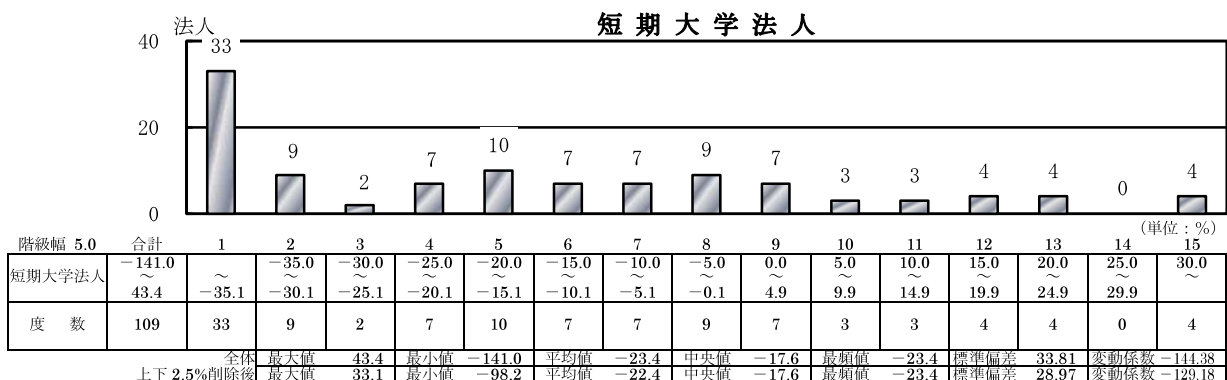 短期大学法人
法人
40
20
0
33 9 2 7 10 7 7 9 7 3 3 4 4 0 4
(単位：%)
階級幅 5.0 合計 1 2 3 4 5 6 7 8 9 10 11 12 13 14 15
－141.0 －35.0 －30.0 －25.0 －20.0 －15.0 －10.0 －5.0 0.0 5.0 10.0 15.0 20.0 25.0 30.0
短期大学法人 ～ ～ ～ ～ ～ ～ ～ ～ ～ ～ ～ ～ ～ ～ ～ ～
43.4 －35.1 －30.1 －25.1 －20.1 －15.1 －10.1 －5.1 －0.1 4.9 9.9 14.9 19.9 24.9 29.9
度 数 109 33 9 2 7 10 7 7 9 7 3 3 4 4 0 4
全体 最大値 43.4 最小値 －141.0 平均値 －23.4 中央値 －17.6 最頻値 －23.4 標準偏差 33.81 変動係数 －144.38
上下 2.5%削除後 最大値 33.1 最小値 －98.2 平均値 －22.4 中央値 －17.6 最頻値 －23.4 標準偏差 28.97 変動係数 －129.18